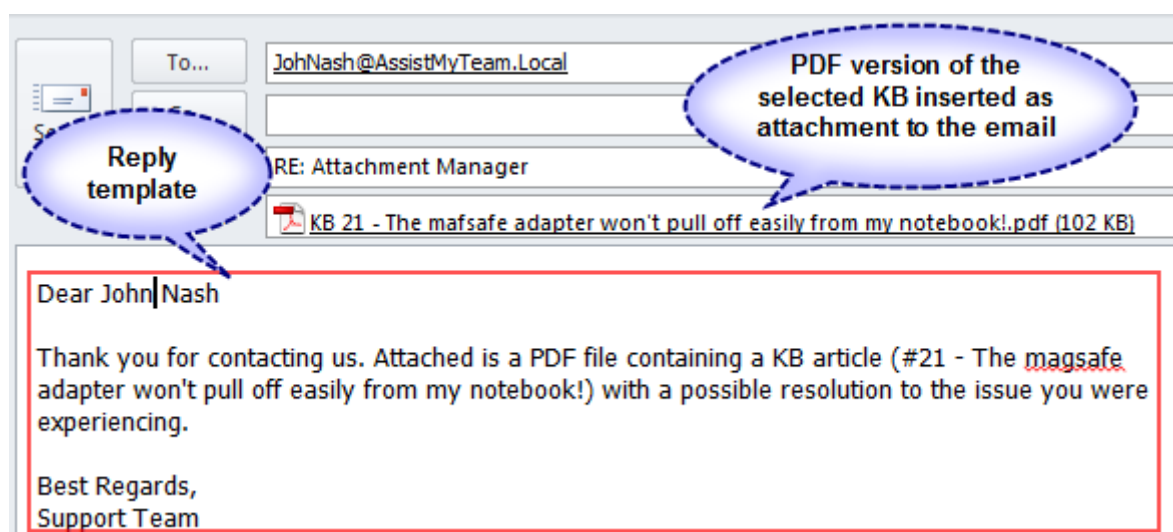 To...
JohNash@AssistMyTeam.Local
PDF version of the
selected KB inserted as
attachment to the email
Reply
template
RE: Attachment Manager
KB 21 - The mafsafe adapter won't pull off easily from my notebook!.pdf (102 KB)
Dear John Nash
Thank you for contacting us. Attached is a PDF file containing a KB article (#21 - The magsafe
adapter won't pull off easily from my notebook!) with a possible resolution to the issue you were
experiencing.
Best Regards,
Support Team